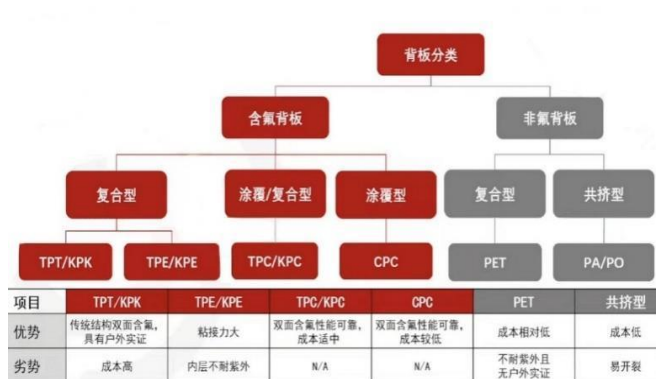 背板分类
含氟背板
非氟背板
复合型
涂覆/复合型
涂覆型
复合型
共挤型
TPT/KPK
TPE/KPE
TPC/KPC
CPC
PET
PA/PO
项目
TPT/KPK
TPE/KPE
TPC/KPC
CPC
PET
共挤型
优势
传统结构双面含氟，
具有户外实证
粘接力大
双面含氟性能可靠，
成本适中
双面含氟性能可靠，
成本较低
成本相对低
成本低
劣势
成本高
内层不耐紫外
N/A
N/A
不耐紫外且
无户外实证
易开裂